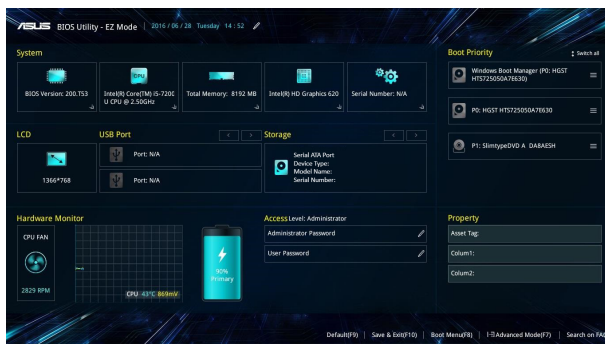 ASUS BIOS Utility - EZ Mode 2016 / 06 / 28 Tuesday 14 : 52
System
BIOS Version: 200.T53
Intel(R) Core(TM) i5-7200
U CPU @ 2.50GHz
CPU
Total Memory: 8192 MB
Intel(R) HD Graphics 620
Serial Number: N/A
Boot Priority
Switch all
Windows Boot Manager (P0: HGST
HTS725050A7E630)
P0: HGST HTS725050A7E630
P1: SlimtypeDVD A DA8AESH
LCD
1366*768
USB Port
Port: N/A
Port: N/A
Storage
Serial ATA Port
Device Type:
Model Name:
Serial Number:
Hardware Monitor
CPU FAN
2829 RPM
CPU 43°C 869mV
90%
Primary
Access Level: Administrator
Administrator Password
User Password
Property
Asset Tag:
Colum1:
Colum2:
Default(F9) Save & Exit(F10) Boot Menu(F8) Advanced Mode(F7) Search on FAQ